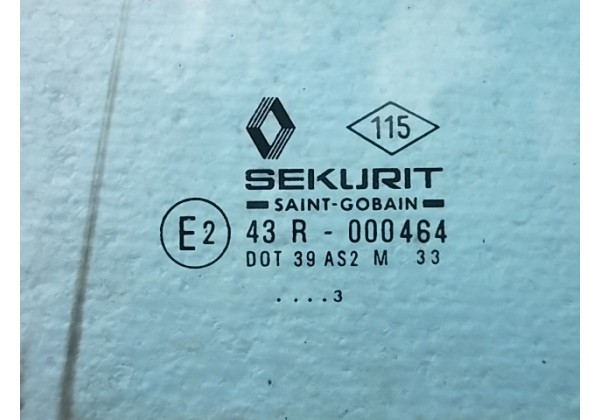 115
SEKURIT
SAINT-GOBAIN
E2 43 R - 000464
DOT 39 AS2 M 33
....3